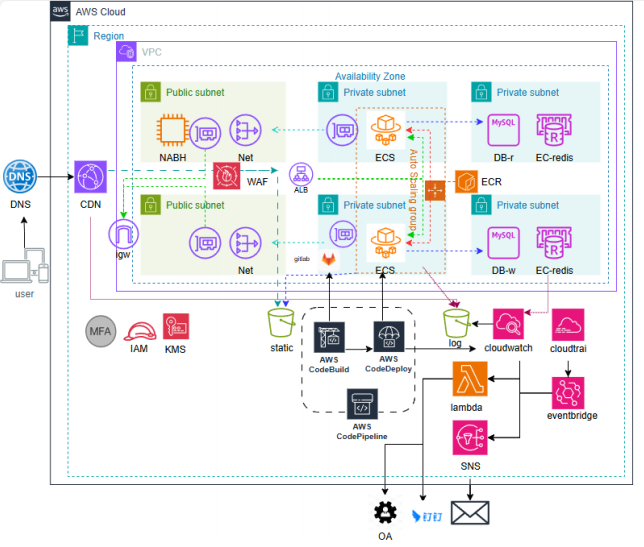 aws
AWS Cloud
Region
VPC
Availability Zone
Public subnet
Private subnet
Private subnet
NABH
Net
ECS
MySQL
DB-r
R
EC-redis
DNS
DNS
CDN
WAF
ALB
Auto Scaling group
ECR
Public subnet
Private subnet
Private subnet
igw
Net
gitlab
ECS
MySQL
DB-w
R
EC-redis
user
MFA
IAM
KMS
static
AWS
CodeBuild
AWS
CodeDeploy
log
cloudwatch
cloudtrai
AWS
CodePipeline
lambda
eventbridge
SNS
OA
钉钉